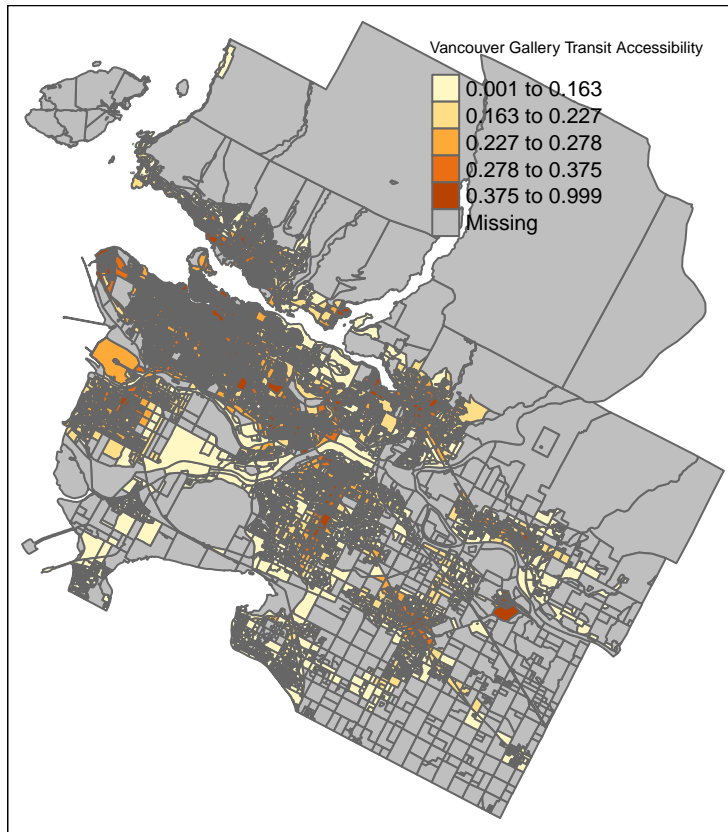 Vancouver Gallery Transit Accessibility
0.001 to 0.163
0.163 to 0.227
0.227 to 0.278
0.278 to 0.375
0.375 to 0.999
Missing